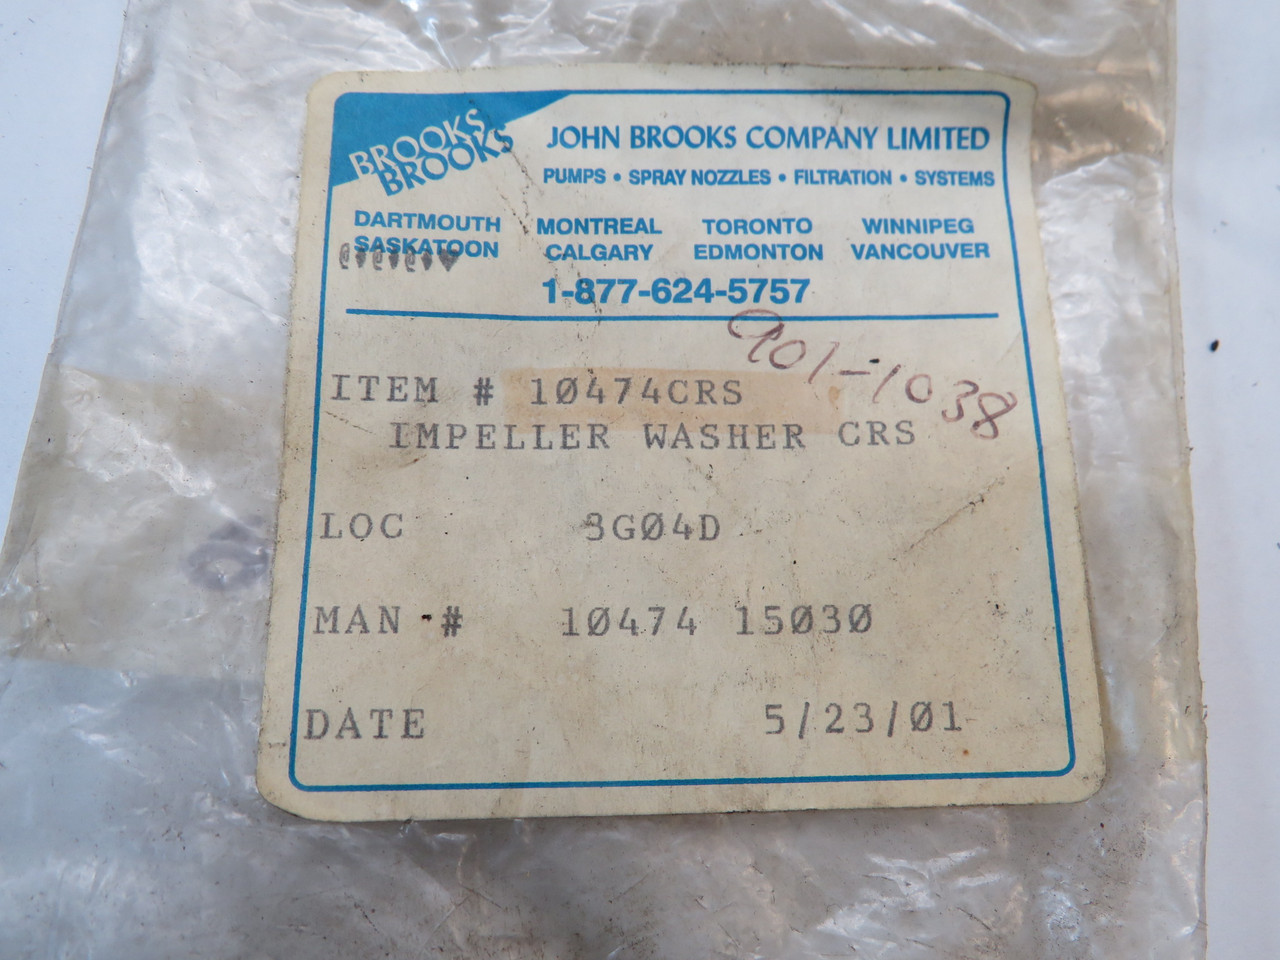 BROOKS
BROOKS
JOHN BROOKS COMPANY LIMITED
PUMPS • SPRAY NOZZLES • FILTRATION • SYSTEMS
DARTMOUTH MONTREAL TORONTO WINNIPEG
SASKATOON CALGARY EDMONTON VANCOUVER
1-877-624-5757
901-1038
ITEM # 10474CRS
IMPELLER WASHER CRS
LOC 3G04D
MAN # 10474 15030
DATE 5/23/01